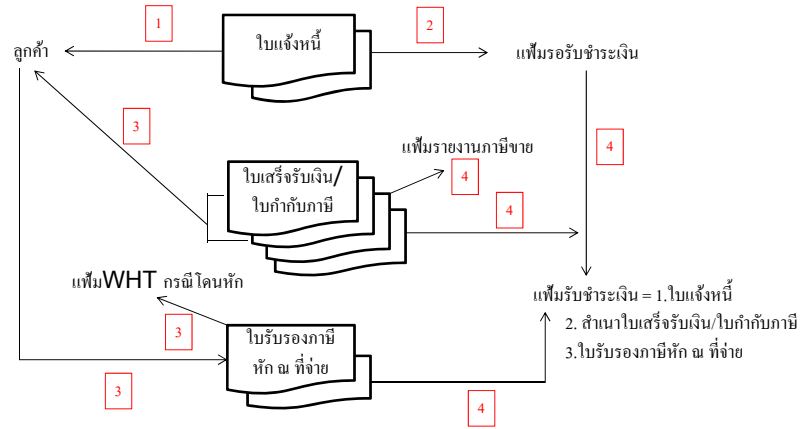 1
ใบแจ้งหนี้
2
ลูกค้า
แฟ้มรอรับชำระเงิน
3
แฟ้มรายงานภาษีขาย
4
4
ใบเสร็จรับเงิน/
ใบกำกับภาษี
4
แฟ้มWHT กรณีโดนหัก
แฟ้มรับชำระเงิน = 1.ใบแจ้งหนี้
2. สำเนาใบเสร็จรับเงิน/ใบกำกับภาษี
3.ใบรับรองภาษีหัก ณ ที่จ่าย
3
ใบรับรองภาษี
หัก ณ ที่จ่าย
3
4